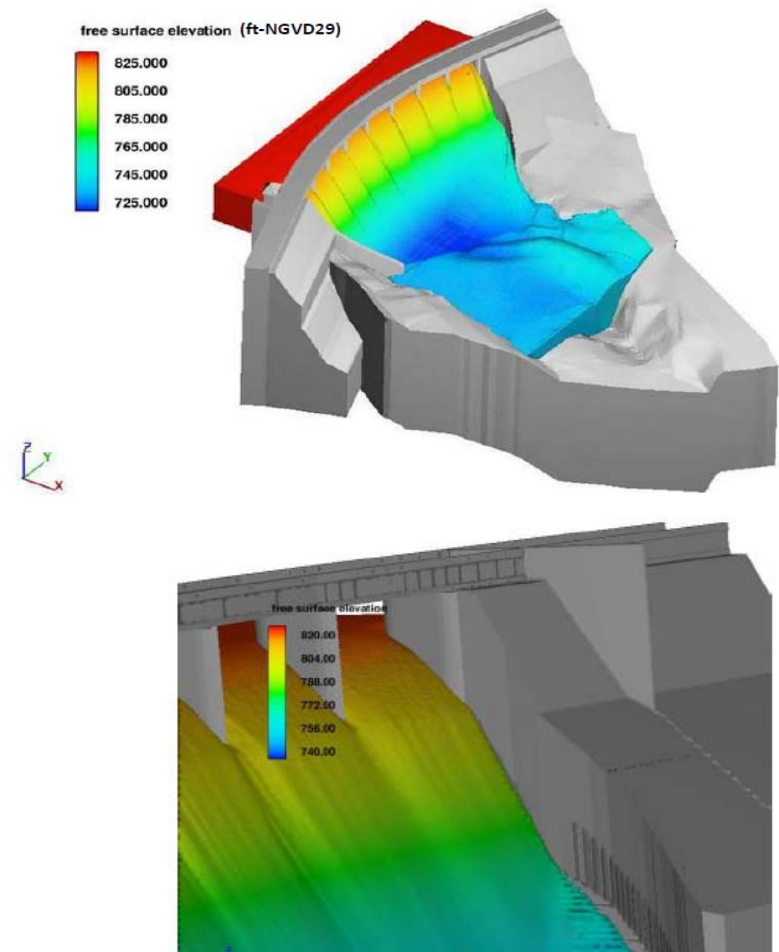 free surface elevation (ft-NGVD29)
825.000
805.000
785.000
765.000
745.000
725.000
Z
Y
X
free surface elevation
820.00
804.00
788.00
772.00
756.00
740.00